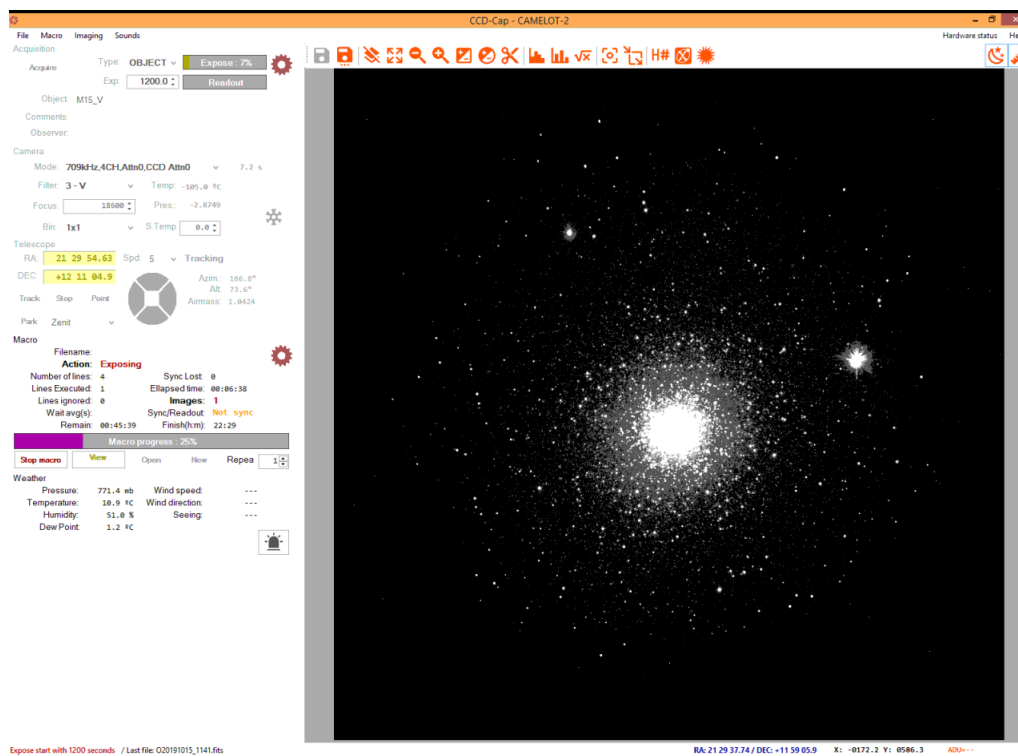 CCD-Cap - CAMELOT-2
File Macro Imaging Sounds Hardware status He
Acquisition
Acquire Type: OBJECT Expose : 7%
Exp: 1200.0 Readout
Object: M15_V
Comments:
Observer:
Camera
Mode: 709kHz,4CH,Attn0,CCD Attn0 7.2 s
Filter: 3 - V Temp: -105.0 ºC
Focus: 18600 Pres.: -2.8749
Bin: 1x1 S.Temp 0.0
Telescope
RA: 21 29 54.63 Spd: 5 Tracking
DEC: +12 11 04.9 Azim.: 166.8°
Alt: 73.6°
Track Stop Point Airmass: 1.0424
Park: Zenit
Macro
Filename:
Action: Exposing
Number of lines: 4 Sync Lost: 0
Lines Executed: 1 Ellapsed time: 00:06:38
Lines ignored: 0 Images: 1
Wait avg(s): Sync/Readout: Not sync
Remain: 00:45:39 Finish(h:m): 22:29
Macro progress : 25%
Stop macro View Open New Repea 1
Weather
Pressure: 771.4 mb Wind speed: ---
Temperature: 10.9 ºC Wind direction: ---
Humidity: 51.0 % Seeing: ---
Dew Point: 1.2 ºC
H#
Expose start with 1200 seconds / Last file: O20191015_1141.fits RA: 21 29 37.74 / DEC: +11 59 05.9 X: -0172.2 Y: 0586.3 ADU=--